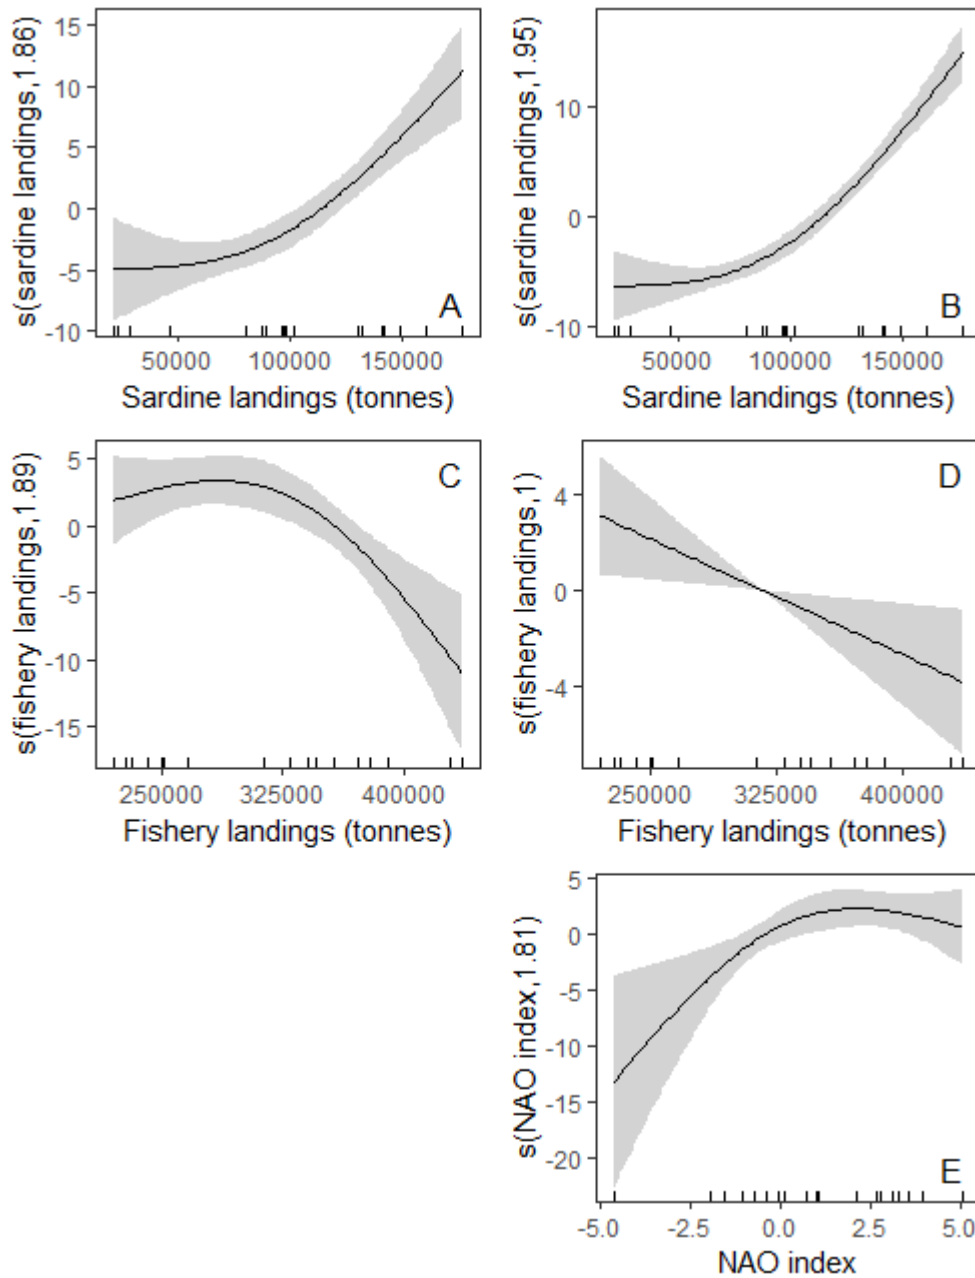 s(sardine landings,1.86)
15
10
5
0
-5
-10
A
50000 100000 150000
Sardine landings (tonnes)
s(sardine landings,1.95)
10
0
-10
B
50000 100000 150000
Sardine landings (tonnes)
s(fishery landings,1.89)
5
0
-5
-10
-15
C
250000 325000 400000
Fishery landings (tonnes)
s(fishery landings,1)
4
0
-4
D
250000 325000 400000
Fishery landings (tonnes)
s(NAO index,1.81)
5
0
-5
-10
-15
-20
E
-5.0 -2.5 0.0 2.5 5.0
NAO index